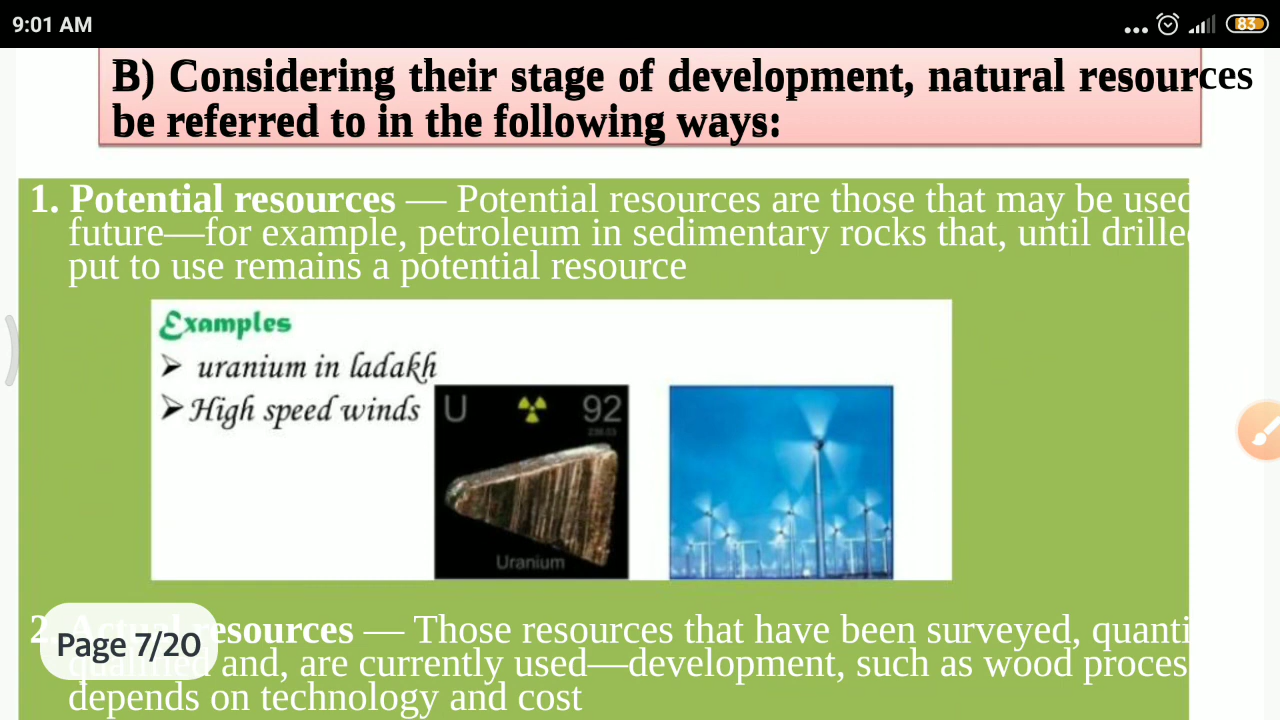 9:01 AM
83
B) Considering their stage of development, natural resources
be referred to in the following ways:
1. Potential resources — Potential resources are those that may be used
future—for example, petroleum in sedimentary rocks that, until
put to use remains a potential resource
Examples
➢ uranium in ladakh
➢ High speed winds
U 92
Uranium
2. Actual resources — Those resources that have been surveyed,
Page 7/20
qualified and, are currently used—development, such as wood
depends on technology and cost